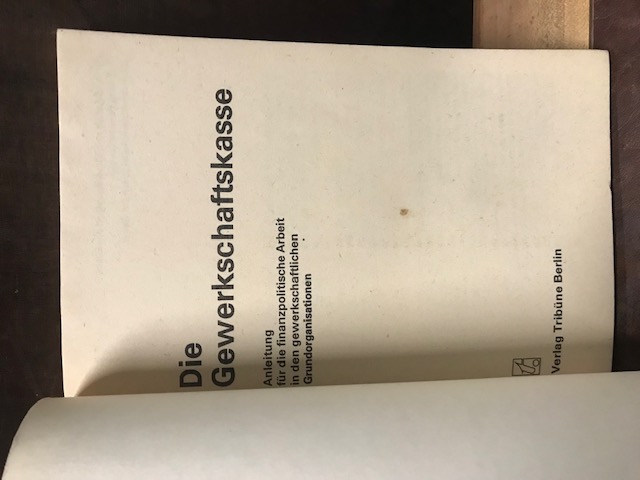 Die
Gewerkschaftskasse
Anleitung
für die finanzpolitische Arbeit
in den gewerkschaftlichen
Grundorganisationen
Verlag Tribüne Berlin